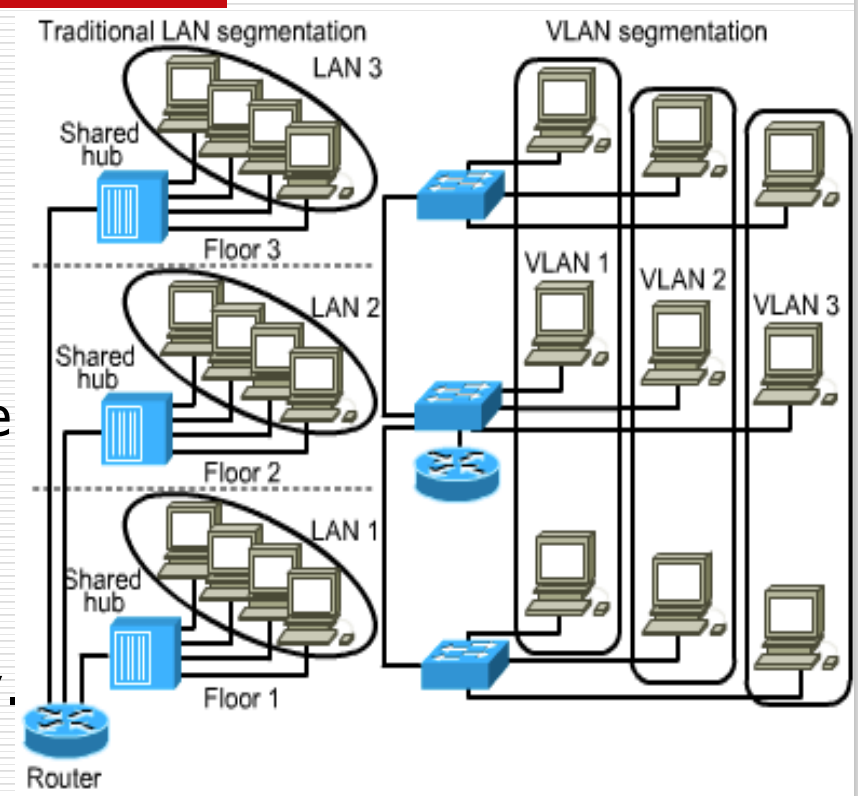 Traditional LAN segmentation
VLAN segmentation
LAN 3
Shared
hub
Floor 3
VLAN 1
VLAN 2
VLAN 3
LAN 2
Shared
hub
e
Floor 2
LAN 1
Shared
hub
Floor 1
.
Router